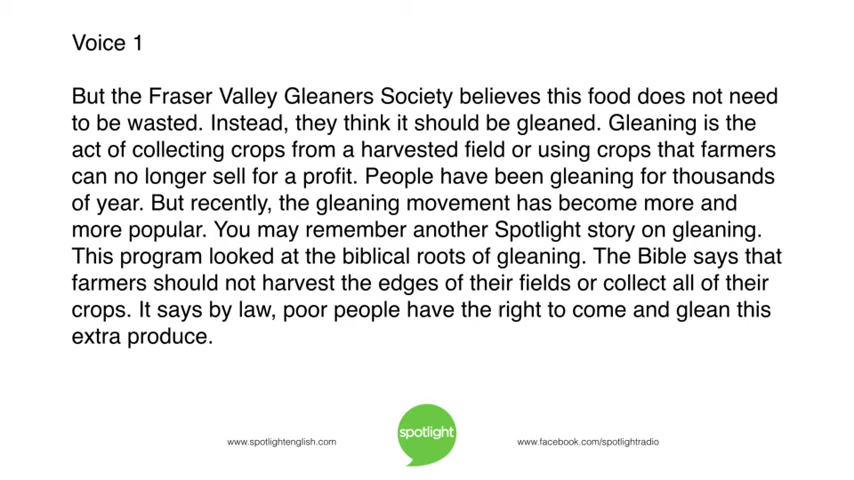 Voice 1
But the Fraser Valley Gleaners Society believes this food does not need
to be wasted. Instead, they think it should be gleaned. Gleaning is the
act of collecting crops from a harvested field or using crops that farmers
can no longer sell for a profit. People have been gleaning for thousands
of year. But recently, the gleaning movement has become more and
more popular. You may remember another Spotlight story on gleaning.
This program looked at the biblical roots of gleaning. The Bible says that
farmers should not harvest the edges of their fields or collect all of their
crops. It says by law, poor people have the right to come and glean this
extra produce.
spotlight
www.spotlightenglish.com
www.facebook.com/spotlightradio